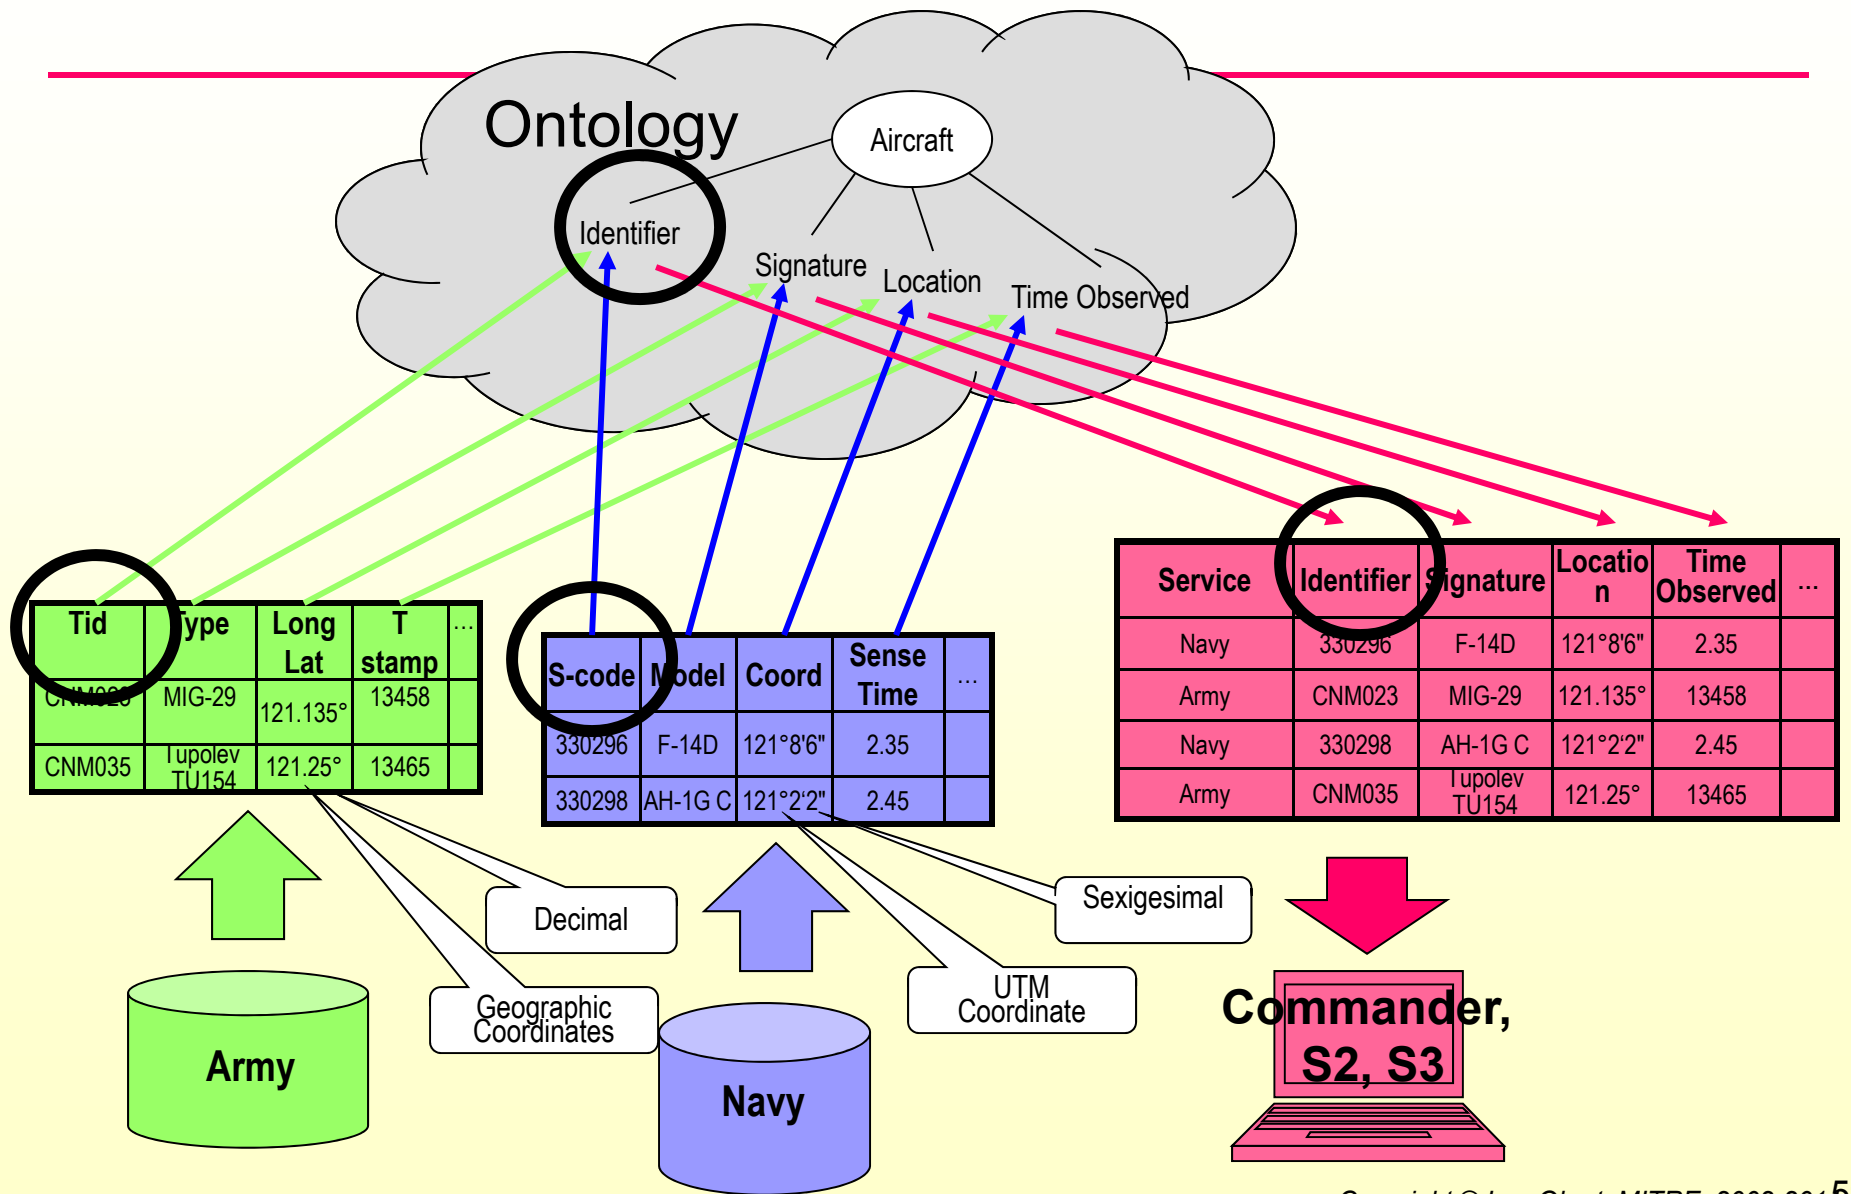 Ontology
Aircraft
Identifier
Signature
Location
Time Observed
Tid Type Long Lat T stamp ...
CNM023 MIG-29 121.135° 13458
CNM035 Tupolev TU154 121.25° 13465
S-code Model Coord Sense Time ...
330296 F-14D 121°8'6" 2.35
330298 AH-1G C 121°2'2" 2.45
Service Identifier Signature Locatio n Time Observed ...
Navy 330296 F-14D 121°8'6" 2.35
Army CNM023 MIG-29 121.135° 13458
Navy 330298 AH-1G C 121°2'2" 2.45
Army CNM035 Tupolev TU154 121.25° 13465
Decimal
Geographic
Coordinates
Sexigesimal
UTM
Coordinate
Army
Navy
Commander,
S2, S3
5